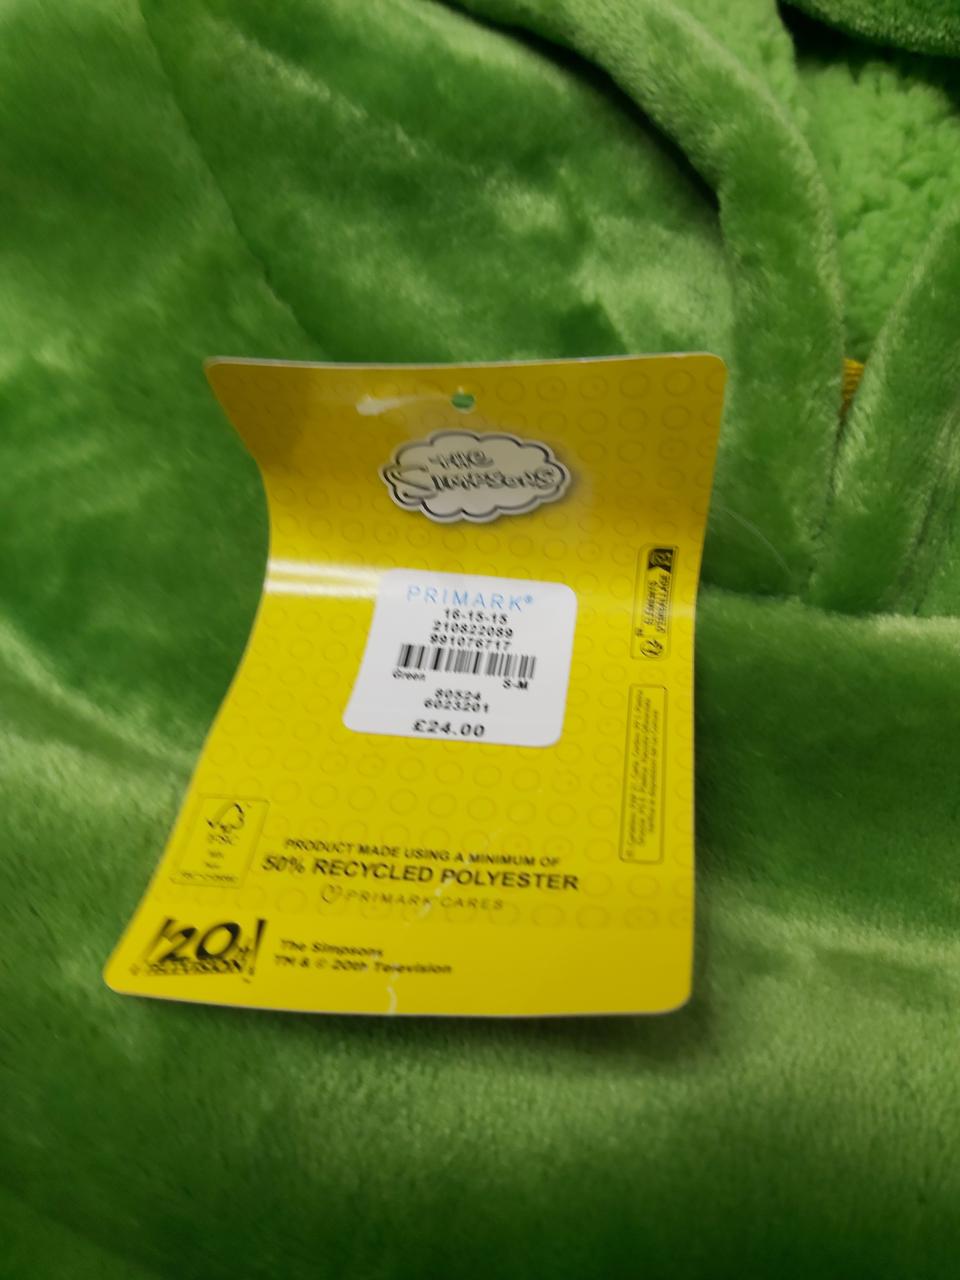 THE
SIMPSONS
PRIMARK®
16-15-15
210822089
991076717
Green S-M
80524
6023201
£24.00
FSC
PRODUCT MADE USING A MINIMUM OF
50% RECYCLED POLYESTER
PRIMARK CARES
20th
TELEVISION
The Simpsons
TM & © 20th Television